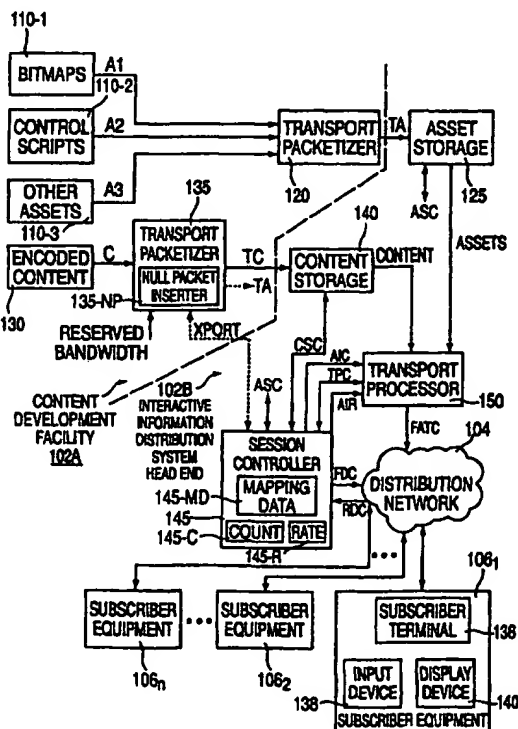 110-1
BITMAPS
A1
110-2
CONTROL
SCRIPTS
A2
OTHER
ASSETS
A3
110-3
TRANSPORT
PACKETIZER
120
TA
ASSET
STORAGE
125
ASC
ASSETS
ENCODED
CONTENT
130
C
135
TRANSPORT
PACKETIZER
NULL PACKET
INSERTER
135-NP
RESERVED
BANDWIDTH
TC
TA
XPORT
140
CONTENT
STORAGE
CONTENT
CSC
AIC
TPC
AIR
TRANSPORT
PROCESSOR
150
FATC
CONTENT
DEVELOPMENT
FACILITY
102A
102B
INTERACTIVE
INFORMATION
DISTRIBUTION
SYSTEM
HEAD END
ASC
SESSION
CONTROLLER
MAPPING
DATA
145-MD
145
145-C
COUNT
RATE
145-R
FDC
RDC
104
DISTRIBUTION
NETWORK
SUBSCRIBER
EQUIPMENT
106n
SUBSCRIBER
EQUIPMENT
1062
1061
SUBSCRIBER
TERMINAL
136
INPUT
DEVICE
138
DISPLAY
DEVICE
140
SUBSCRIBER EQUIPMENT